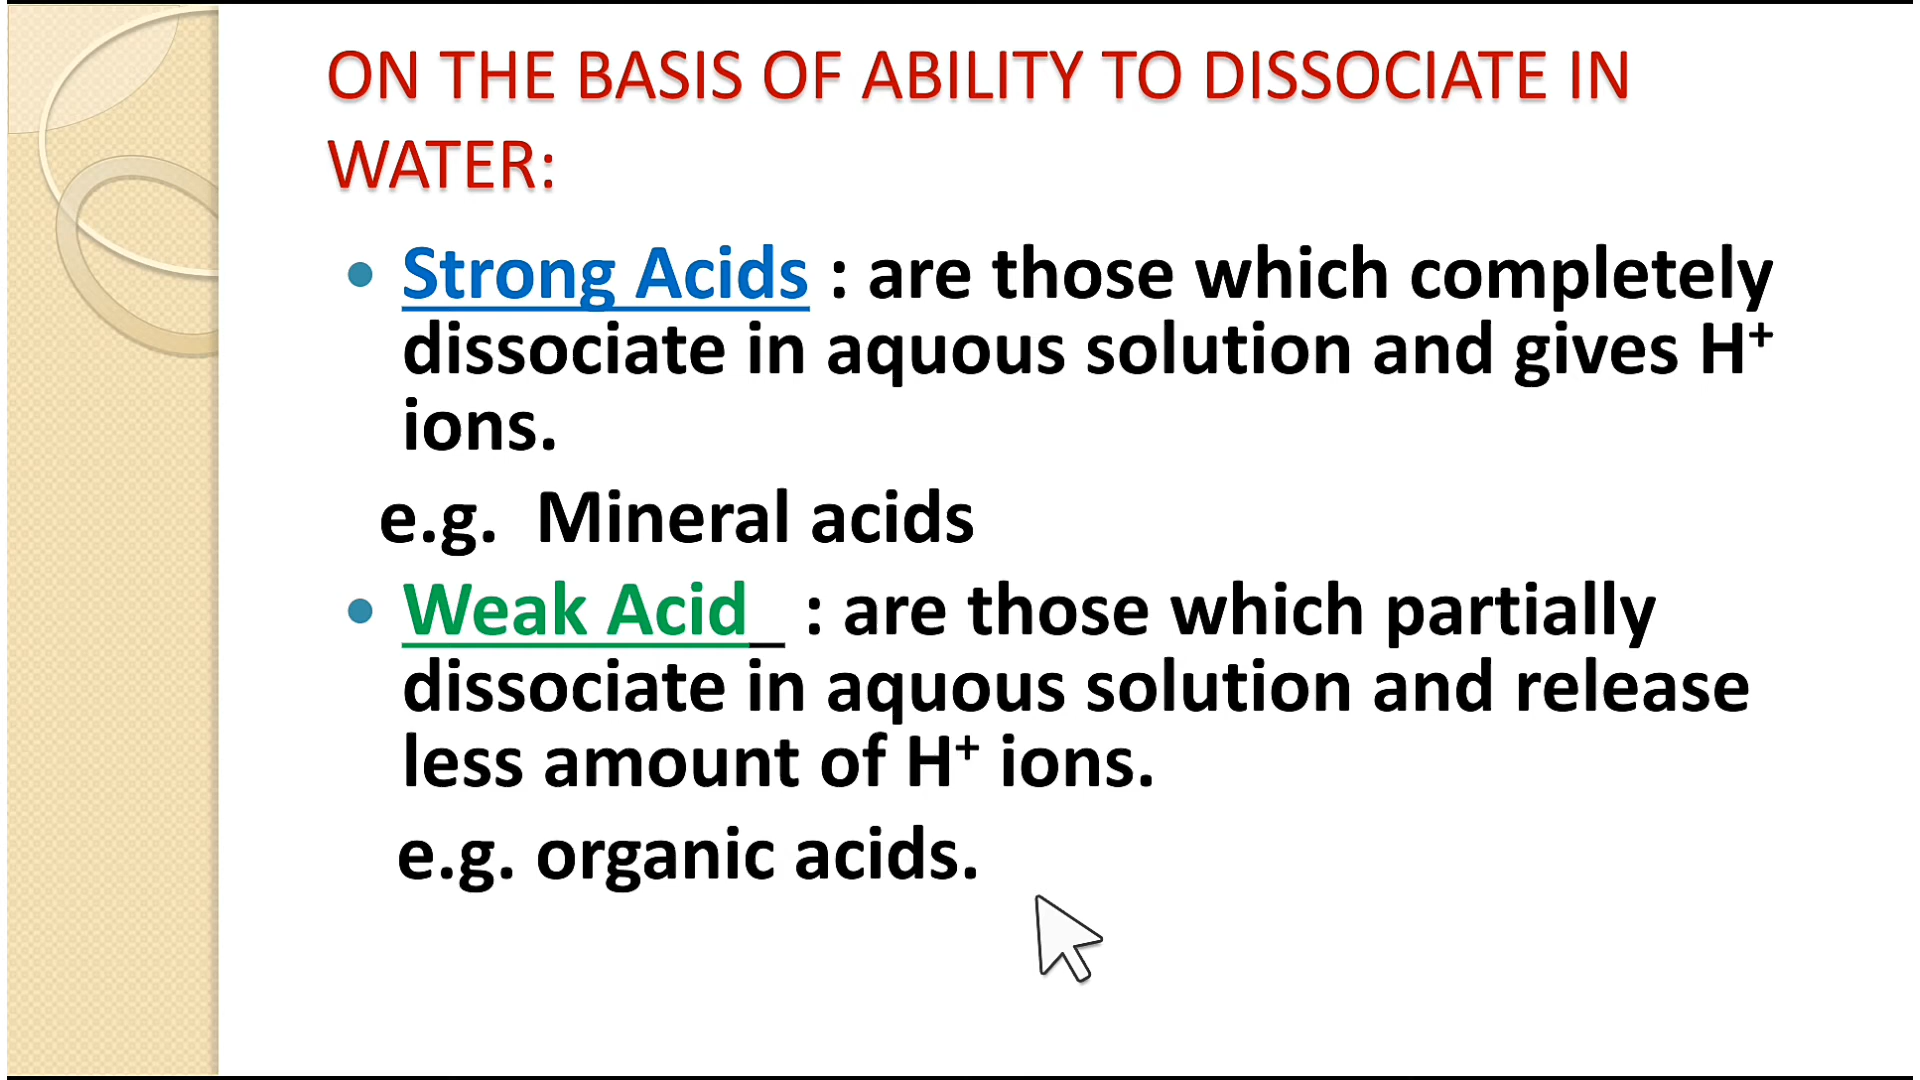 ON THE BASIS OF ABILITY TO DISSOCIATE IN
WATER:
• Strong Acids : are those which completely
dissociate in aquous solution and gives H⁺
ions.
e.g. Mineral acids
• Weak Acid_ : are those which partially
dissociate in aquous solution and release
less amount of H⁺ ions.
e.g. organic acids.